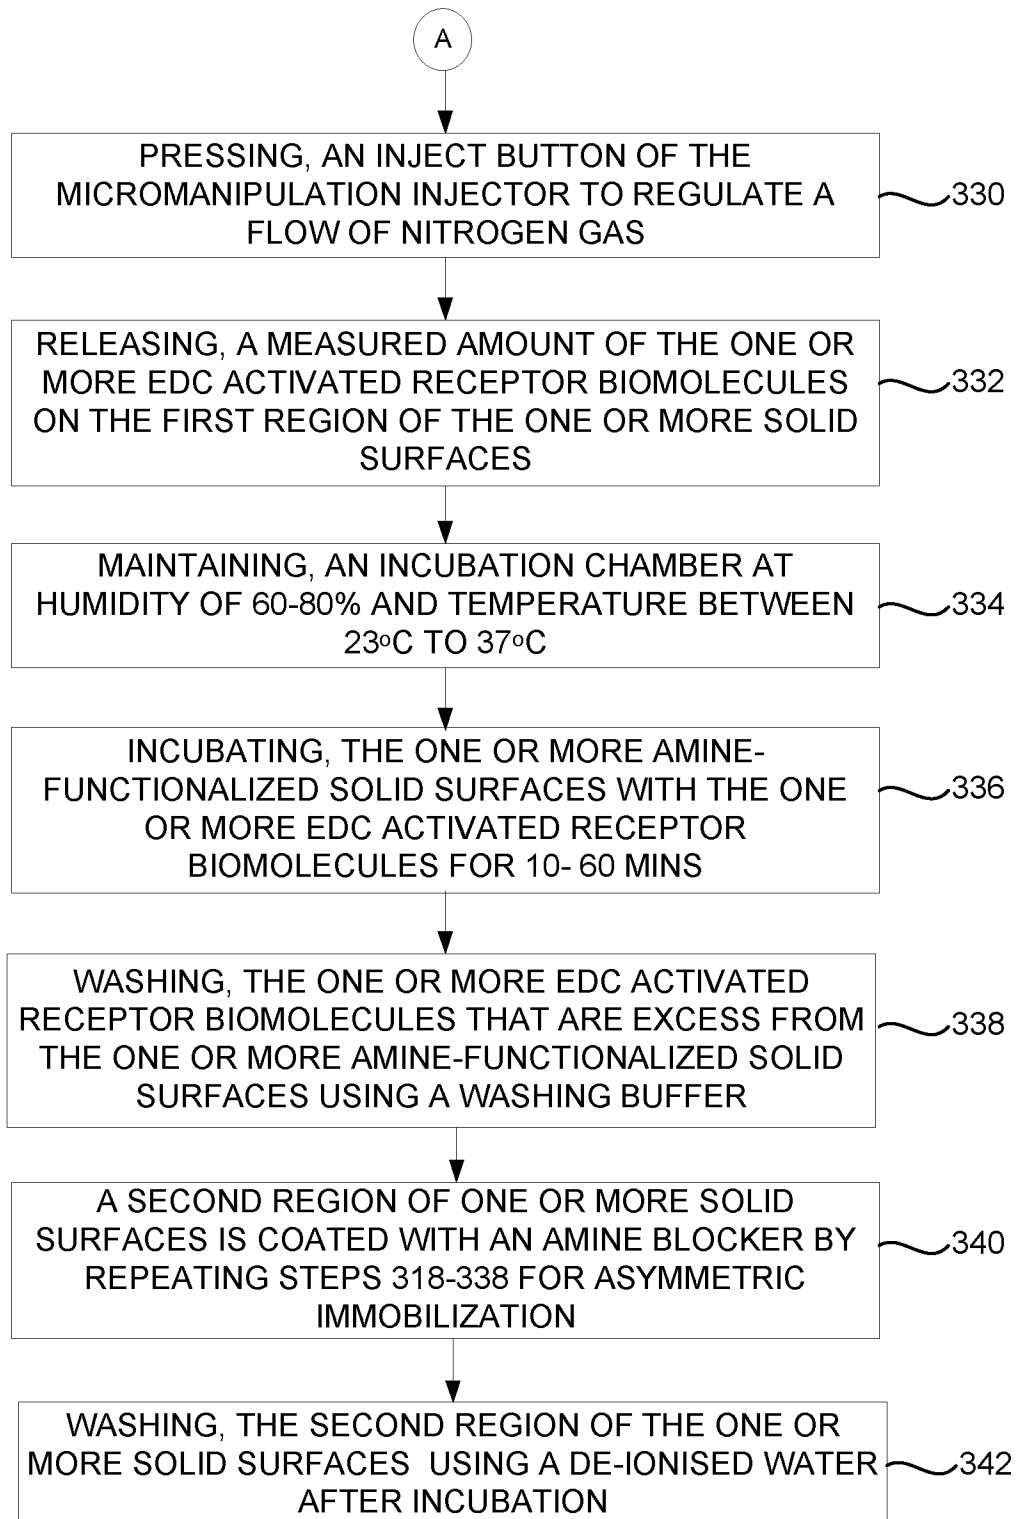 A
PRESSING, AN INJECT BUTTON OF THE
MICROMANIPULATION INJECTOR TO REGULATE A
FLOW OF NITROGEN GAS
330
RELEASING, A MEASURED AMOUNT OF THE ONE OR
MORE EDC ACTIVATED RECEPTOR BIOMOLECULES
ON THE FIRST REGION OF THE ONE OR MORE SOLID
SURFACES
332
MAINTAINING, AN INCUBATION CHAMBER AT
HUMIDITY OF 60-80% AND TEMPERATURE BETWEEN
23oC TO 37oC
334
INCUBATING, THE ONE OR MORE AMINE-
FUNCTIONALIZED SOLID SURFACES WITH THE ONE
OR MORE EDC ACTIVATED RECEPTOR
BIOMOLECULES FOR 10- 60 MINS
336
WASHING, THE ONE OR MORE EDC ACTIVATED
RECEPTOR BIOMOLECULES THAT ARE EXCESS FROM
THE ONE OR MORE AMINE-FUNCTIONALIZED SOLID
SURFACES USING A WASHING BUFFER
338
A SECOND REGION OF ONE OR MORE SOLID
SURFACES IS COATED WITH AN AMINE BLOCKER BY
REPEATING STEPS 318-338 FOR ASYMMETRIC
IMMOBILIZATION
340
WASHING, THE SECOND REGION OF THE ONE OR
MORE SOLID SURFACES  USING A DE-IONISED WATER
AFTER INCUBATION
342